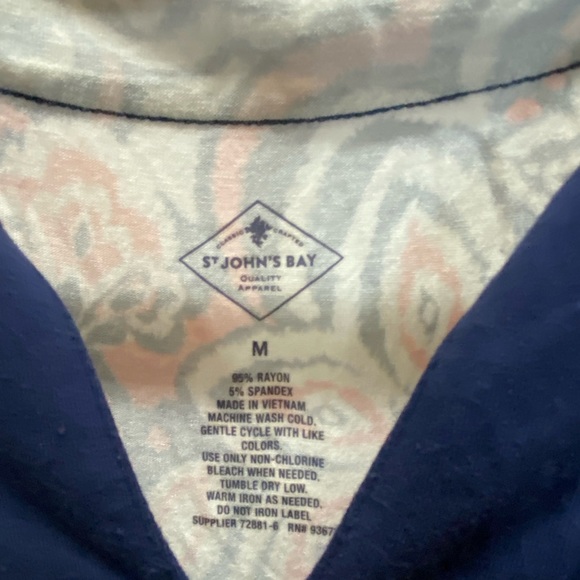 CLASSIC CRAFTED
ST JOHN'S BAY
QUALITY
APPAREL
M
95% RAYON
5% SPANDEX
MADE IN VIETNAM
MACHINE WASH COLD.
GENTLE CYCLE WITH LIKE
COLORS.
USE ONLY NON-CHLORINE
BLEACH WHEN NEEDED.
TUMBLE DRY LOW.
WARM IRON AS NEEDED.
DO NOT IRON LABEL
SUPPLIER 72881-6 RN# 9367